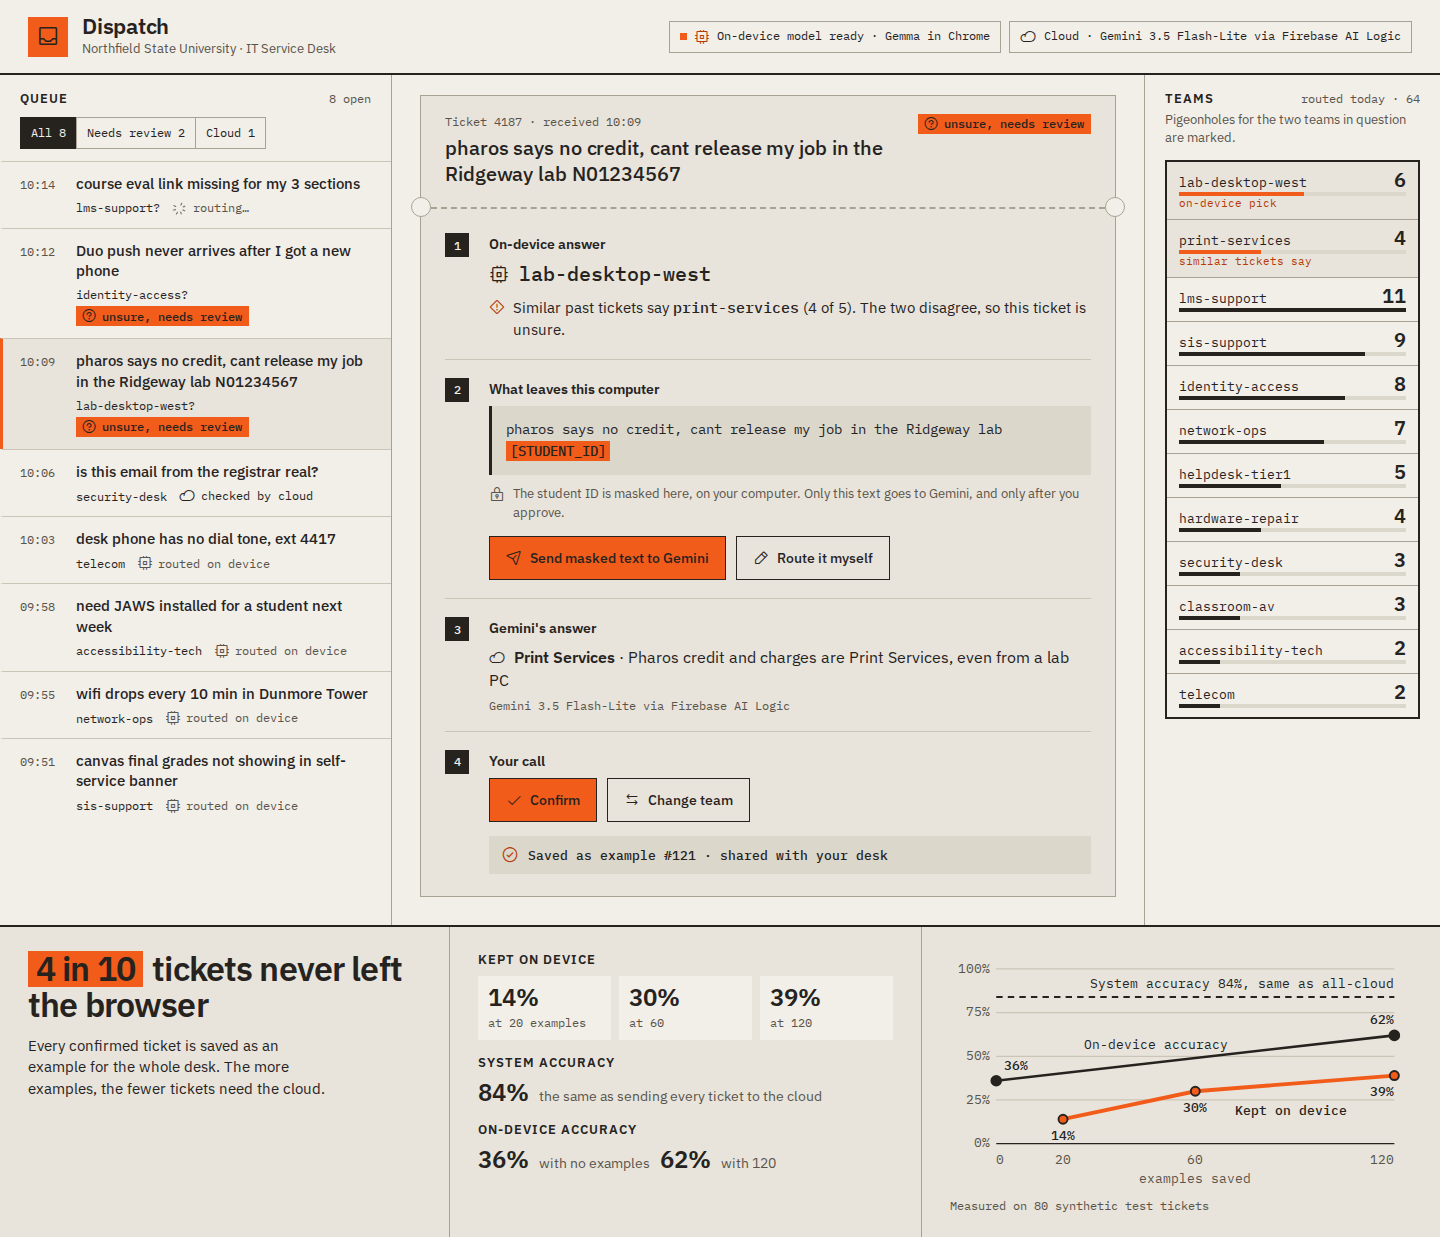 Dispatch
Northfield State University · IT Service Desk
On-device model ready · Gemma in Chrome
Cloud · Gemini 3.5 Flash-Lite via Firebase AI Logic
QUEUE
8 open
All 8
Needs review 2
Cloud 1
10:14
course eval link missing for my 3 sections
lms-support?
routing…
10:12
Duo push never arrives after I got a new
phone
identity-access?
unsure, needs review
10:09
pharos says no credit, cant release my job
in the Ridgeway lab N01234567
lab-desktop-west?
unsure, needs review
10:06
is this email from the registrar real?
security-desk
checked by cloud
10:03
desk phone has no dial tone, ext 4417
telecom
routed on device
09:58
need JAWS installed for a student next
week
accessibility-tech
routed on device
09:55
wifi drops every 10 min in Dunmore Tower
network-ops
routed on device
09:51
canvas final grades not showing in self-
service banner
sis-support
routed on device
Ticket 4187 · received 10:09
unsure, needs review
pharos says no credit, cant release my job in the
Ridgeway lab N01234567
1
On-device answer
lab-desktop-west
Similar past tickets say print-services (4 of 5). The two disagree, so this ticket is
unsure.
2
What leaves this computer
pharos says no credit, cant release my job in the Ridgeway lab
[STUDENT_ID]
The student ID is masked here, on your computer. Only this text goes to Gemini, and only after you
approve.
Send masked text to Gemini
Route it myself
3
Gemini's answer
Print Services · Pharos credit and charges are Print Services, even from a lab
PC
Gemini 3.5 Flash-Lite via Firebase AI Logic
4
Your call
Confirm
Change team
Saved as example #121 · shared with your desk
TEAMS
routed today · 64
Pigeonholes for the two teams in question
are marked.
lab-desktop-west
6
on-device pick
print-services
4
similar tickets say
lms-support
11
sis-support
9
identity-access
8
network-ops
7
helpdesk-tier1
5
hardware-repair
4
security-desk
3
classroom-av
3
accessibility-tech
2
telecom
2
4 in 10 tickets never left
the browser
Every confirmed ticket is saved as an
example for the whole desk. The more
examples, the fewer tickets need the cloud.
KEPT ON DEVICE
14%
at 20 examples
30%
at 60
39%
at 120
SYSTEM ACCURACY
84% the same as sending every ticket to the cloud
ON-DEVICE ACCURACY
36% with no examples 62% with 120
100%
System accuracy 84%, same as all-cloud
75%
62%
On-device accuracy
50%
36%
39%
25%
30%
Kept on device
14%
0%
0
20
60
120
examples saved
Measured on 80 synthetic test tickets